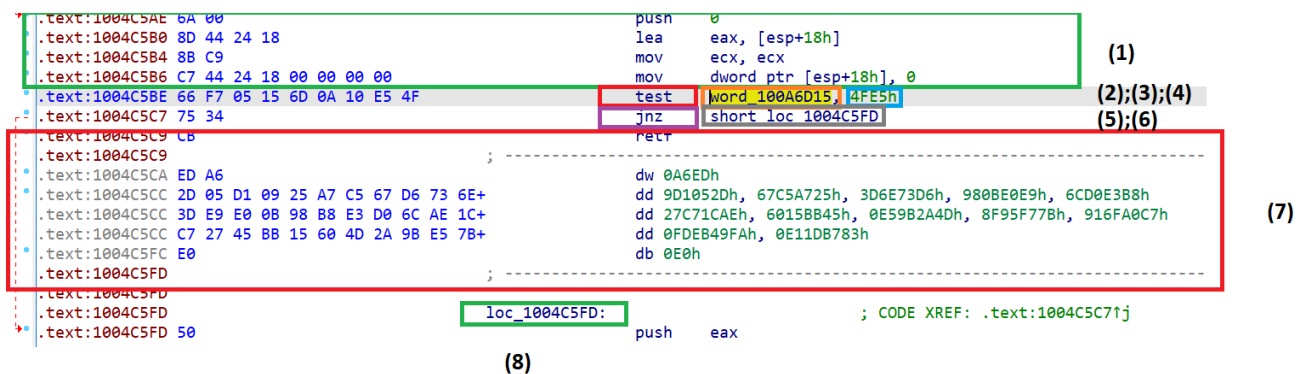 .text:1004C5AE 6A 00 push 0
.text:1004C5B0 8D 44 24 18 lea eax, [esp+18h]
.text:1004C5B4 8B C9 mov ecx, ecx
.text:1004C5B6 C7 44 24 18 00 00 00 00 mov dword ptr [esp+18h], 0
(1)
.text:1004C5BE 66 F7 05 15 6D 0A 10 E5 4F test word_100A6D15, 4FE5h (2);(3);(4)
.text:1004C5C7 75 34 jnz short loc_1004C5FD (5);(6)
.text:1004C5C9 CB retf
.text:1004C5C9 ; ---------------------------------------------------------------------------
.text:1004C5CA ED A6 dw 0A6EDh
.text:1004C5CC 2D 05 D1 09 25 A7 C5 67 D6 73 6E+ dd 9D1052Dh, 67C5A725h, 3D6E73D6h, 980BE0E9h, 6CD0E3B8h
.text:1004C5CC 3D E9 E0 0B 98 B8 E3 D0 6C AE 1C+ dd 27C71CAEh, 6015BB45h, 0E59B2A4Dh, 8F95F77Bh, 916FA0C7h
(7)
.text:1004C5CC C7 27 45 BB 15 60 4D 2A 9B E5 7B+ dd 0FDEB49FAh, 0E11DB783h
.text:1004C5FC E0 db 0E0h
.text:1004C5FD ; ---------------------------------------------------------------------------
.text:1004C5FD
.text:1004C5FD loc_1004C5FD: ; CODE XREF: .text:1004C5C7↑j
.text:1004C5FD 50 push eax
(8)